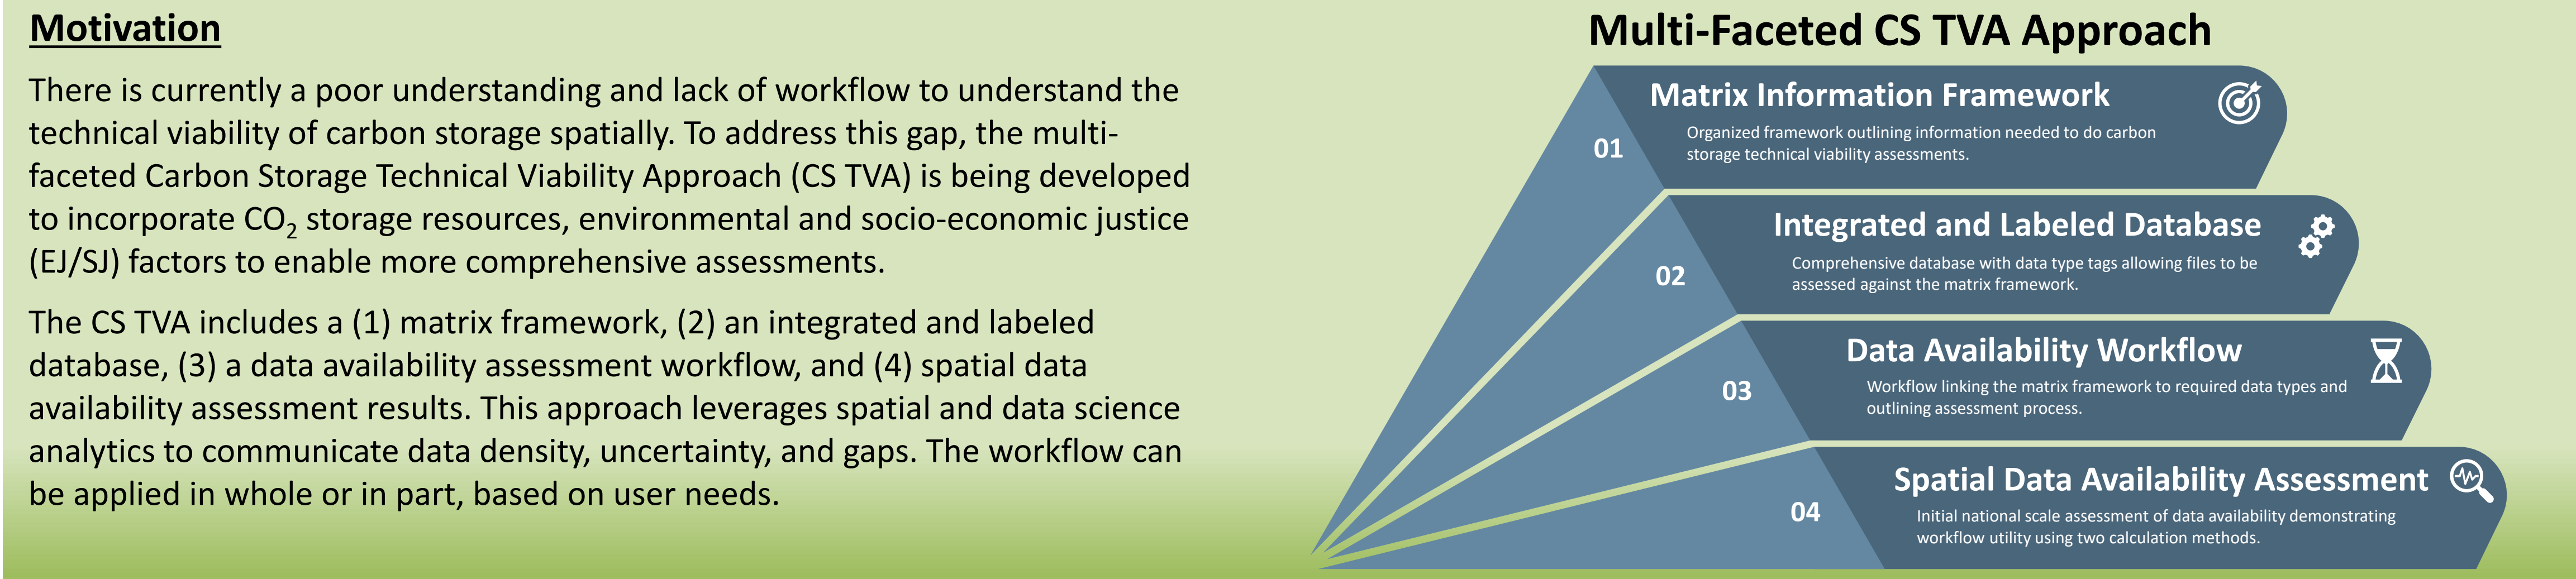 Motivation
There is currently a poor understanding and lack of workflow to understand the
technical viability of carbon storage spatially. To address this gap, the multi-
faceted Carbon Storage Technical Viability Approach (CS TVA) is being developed
to incorporate CO₂ storage resources, environmental and socio-economic justice
(EJ/SJ) factors to enable more comprehensive assessments.
The CS TVA includes a (1) matrix framework, (2) an integrated and labeled
database, (3) a data availability assessment workflow, and (4) spatial data
availability assessment results. This approach leverages spatial and data science
analytics to communicate data density, uncertainty, and gaps. The workflow can
be applied in whole or in part, based on user needs.
Multi-Faceted CS TVA Approach
01
Matrix Information Framework
Organized framework outlining information needed to do carbon
storage technical viability assessments.
02
Integrated and Labeled Database
Comprehensive database with data type tags allowing files to be
assessed against the matrix framework.
03
Data Availability Workflow
Workflow linking the matrix framework to required data types and
outlining assessment process.
04
Spatial Data Availability Assessment
Initial national scale assessment of data availability demonstrating
workflow utility using two calculation methods.